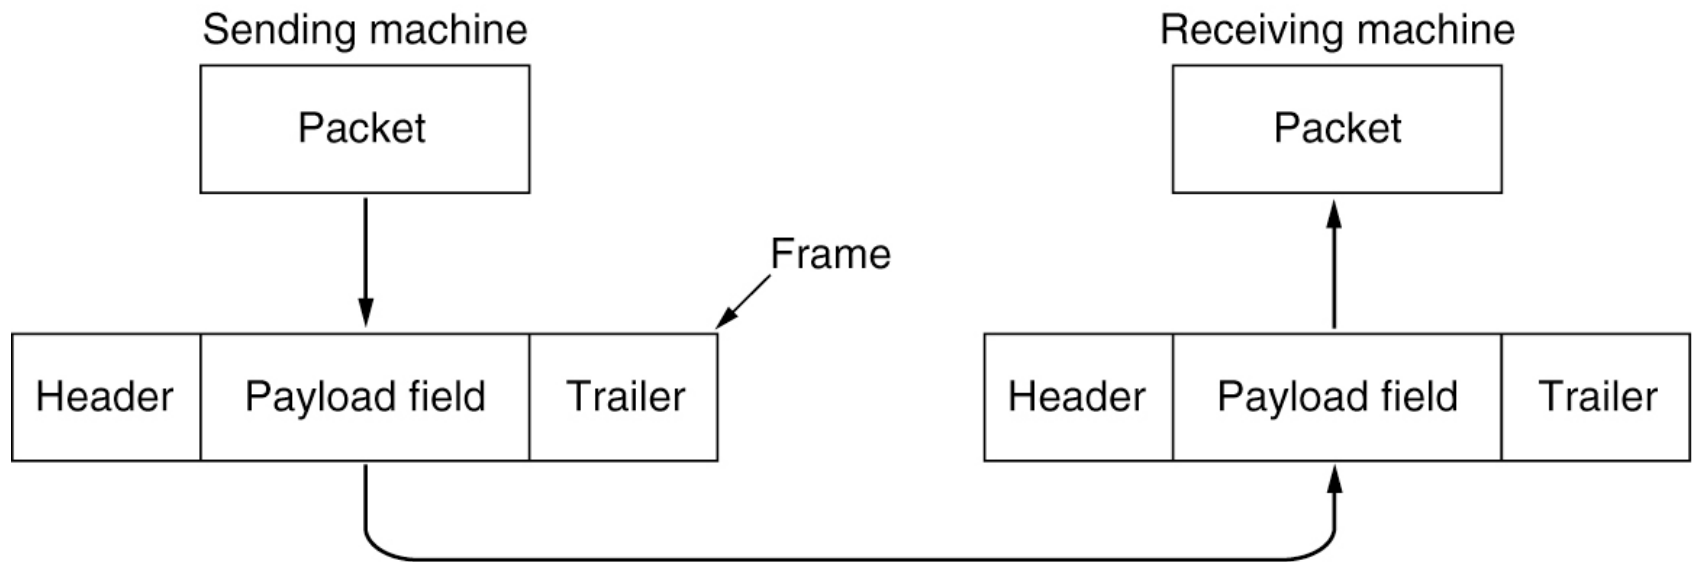 Sending machine
Receiving machine
Packet
Packet
Frame
Header
Payload field
Trailer
Header
Payload field
Trailer